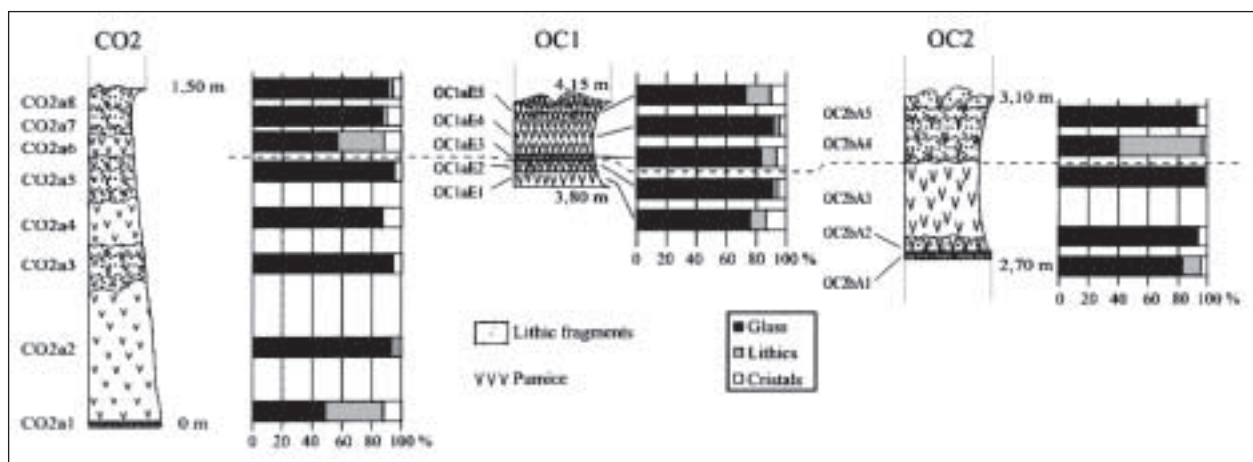 CO2
OC1
OC2
CO2a8
CO2a7
CO2a6
CO2a5
CO2a4
CO2a3
CO2a2
CO2a1
1,50 m
0 m
0 20 40 60 80 100 %
OC1aE5
OC1aE4
OC1aE3
OC1aE2
OC1aE1
4,15 m
3,80 m
0 20 40 60 80 100 %
OC2bA5
OC2bA4
OC2bA3
OC2bA2
OC2bA1
3,10 m
2,70 m
0 20 40 60 80 100 %
Lithic fragments
Pumice
Glass
Lithics
Cristals